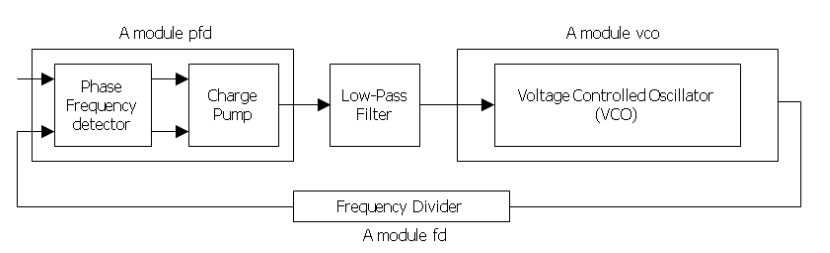 A module pfd
A module vco
Phase
Frequency
detector
Charge
Pump
Low-Pass
Filter
Voltage Controlled Oscillator
(VCO)
Frequency Divider
A module fd